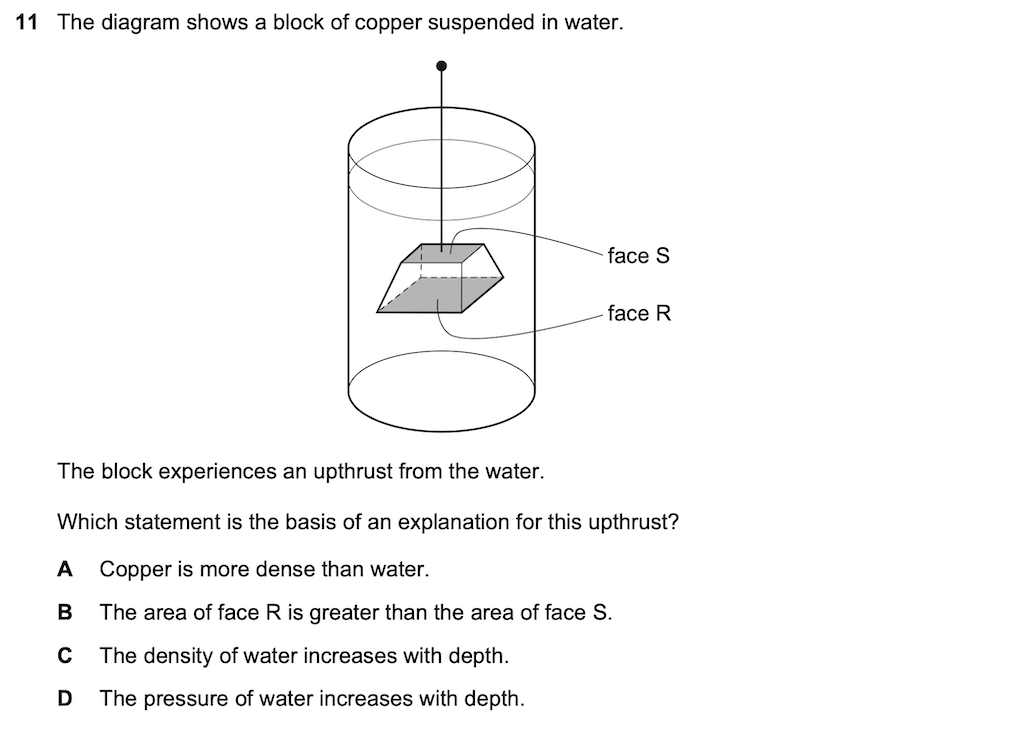 11 The diagram shows a block of copper suspended in water.
face S
face R
The block experiences an upthrust from the water.
Which statement is the basis of an explanation for this upthrust?
A Copper is more dense than water.
B The area of face R is greater than the area of face S.
C The density of water increases with depth.
D The pressure of water increases with depth.